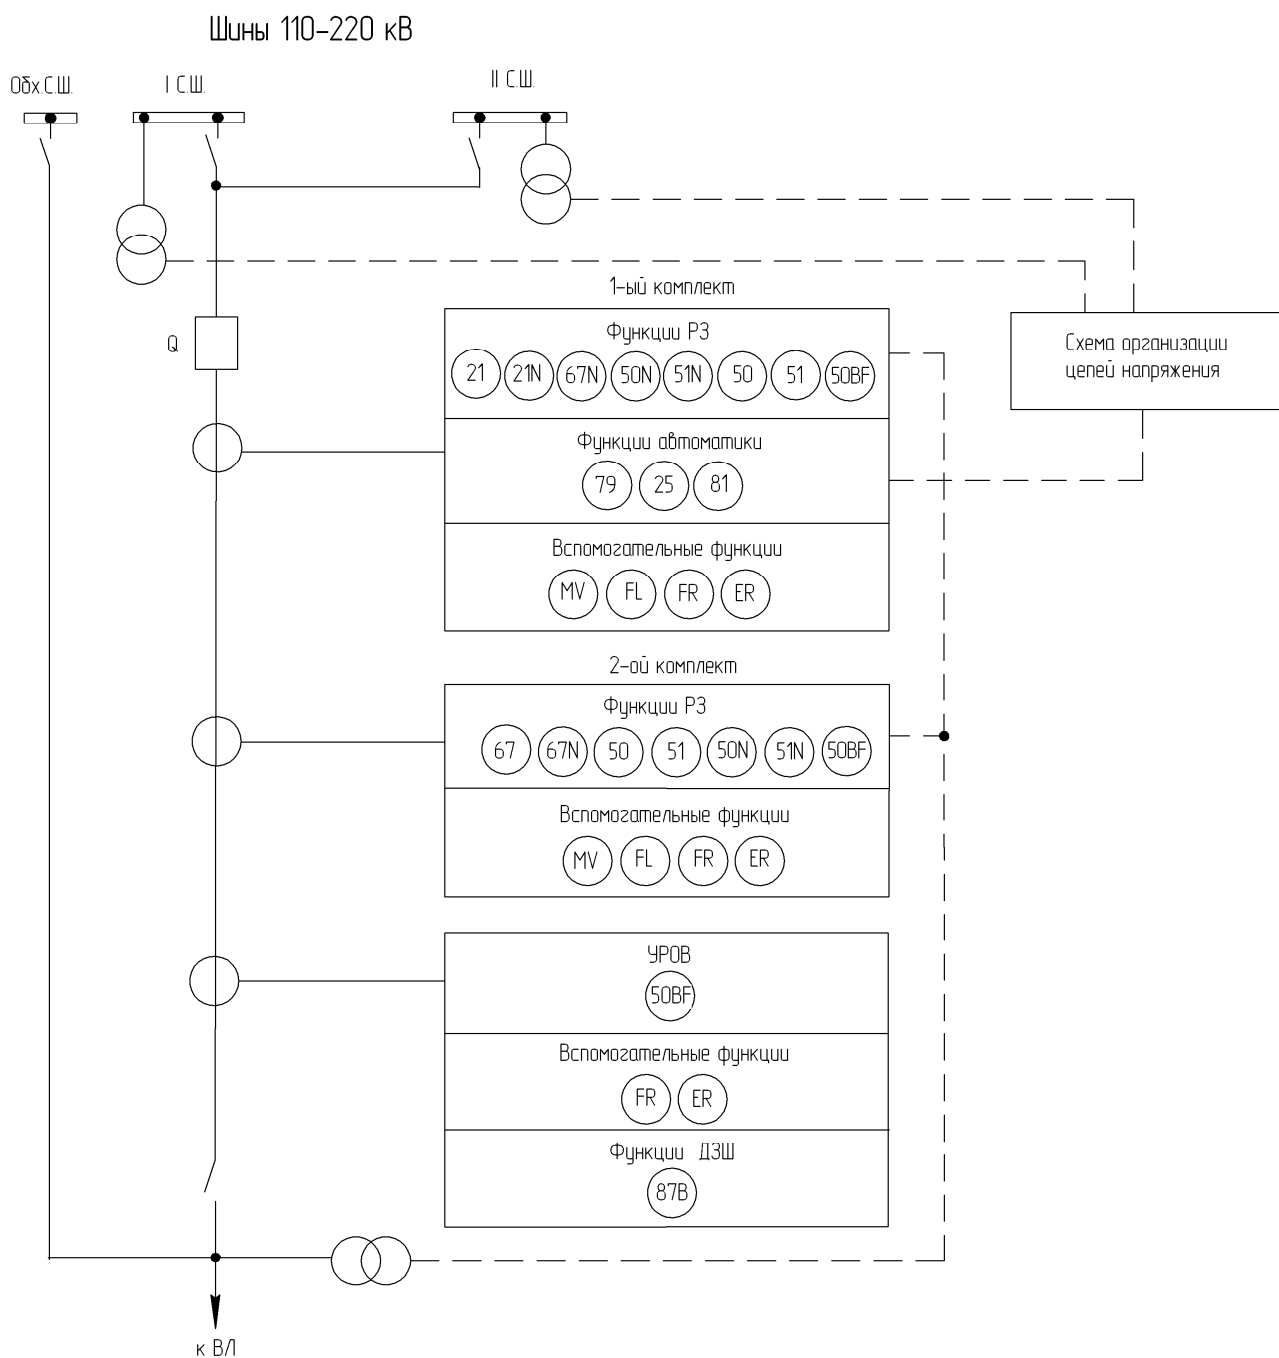 Шины 110-220 кВ
Обх.С.Ш.
I С.Ш.
II С.Ш.
1-ый комплект
Функции РЗ
21 21N 67N 50N 51N 50 51 50BF
Q
Схема организации
цепей напряжения
Функции автоматики
79 25 81
Вспомогательные функции
MV FL FR ER
2-ой комплект
Функции РЗ
67 67N 50 51 50N 51N 50BF
Вспомогательные функции
MV FL FR ER
УРОВ
50BF
Вспомогательные функции
FR ER
Функции ДЗШ
87B
к ВЛ